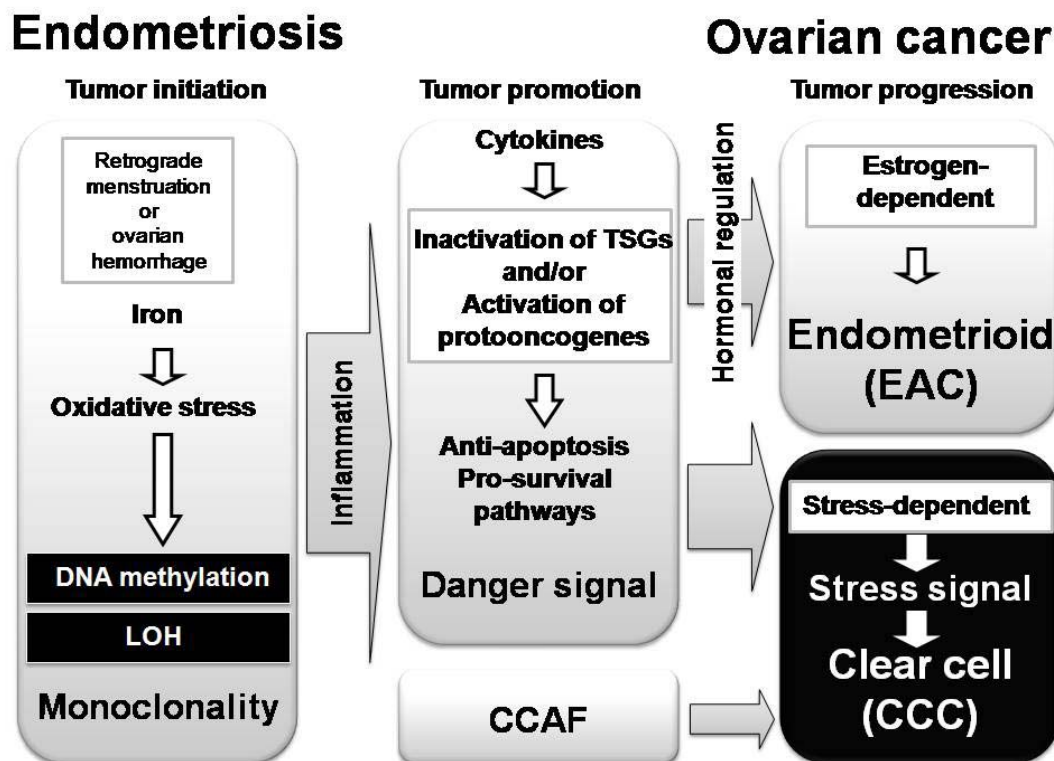 Endometriosis
Ovarian cancer
Tumor initiation
Tumor promotion
Tumor progression
Retrograde
menstruation
or
ovarian
hemorrhage
Iron
Oxidative stress
DNA methylation
LOH
Monoclonality
Inflammation
Cytokines
Inactivation of TSGs
and/or
Activation of
protooncogenes
Anti-apoptosis
Pro-survival
pathways
Danger signal
CCAF
Hormonal regulation
Estrogen-
dependent
Endometrioid
(EAC)
Stress-dependent
Stress signal
Clear cell
(CCC)